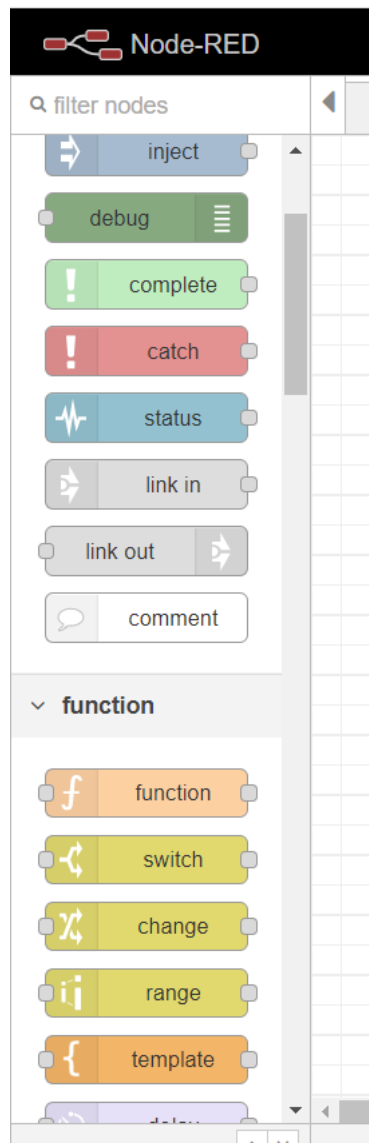 Node-RED
filter nodes
inject
debug
complete
catch
status
link in
link out
comment
function
function
switch
change
range
template
delay